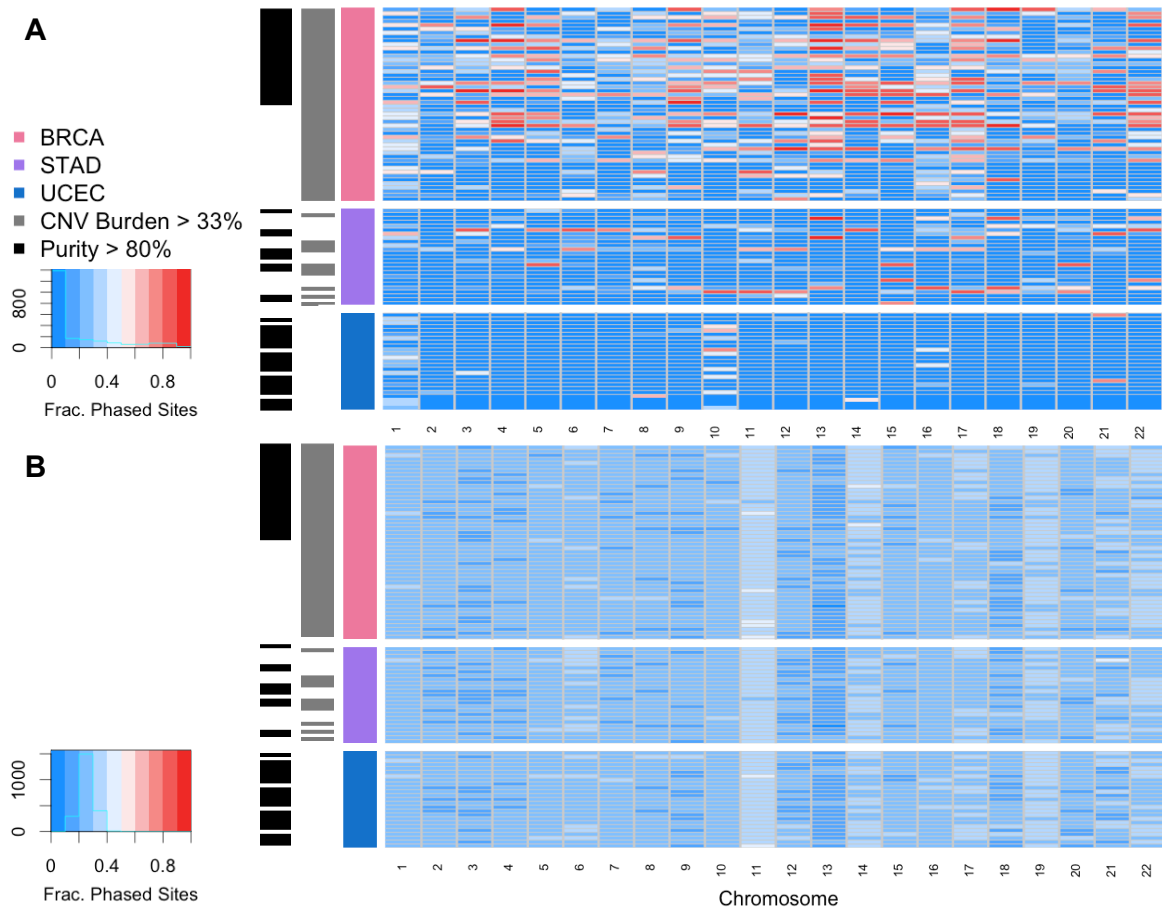 A
BRCA
STAD
UCEC
CNV Burden > 33%
Purity > 80%
800
0
0 0.4 0.8
Frac. Phased Sites
1 2 3 4 5 6 7 8 9 10 11 12 13 14 15 16 17 18 19 20 21 22
B
1000
0
0 0.4 0.8
Frac. Phased Sites
1 2 3 4 5 6 7 8 9 10 11 12 13 14 15 16 17 18 19 20 21 22
Chromosome